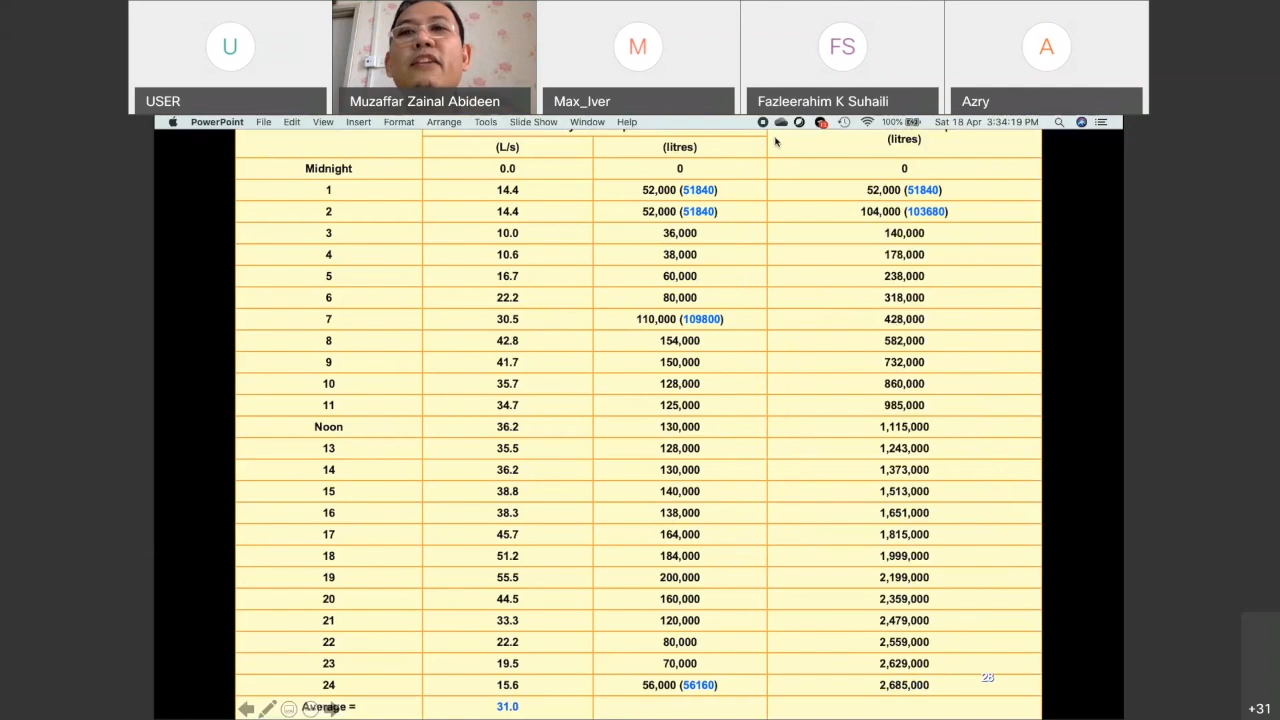 U M FS A
USER Muzaffar Zainal Abideen Max_Iver Fazleerahim K Suhaili Azry
PowerPoint File Edit View Insert Format Arrange Tools Slide Show Window Help 100% Sat 18 Apr 3:34:19 PM
(L/s) (litres) (litres)
Midnight 0.0 0 0
1 14.4 52,000 (51840) 52,000 (51840)
2 14.4 52,000 (51840) 104,000 (103680)
3 10.0 36,000 140,000
4 10.6 38,000 178,000
5 16.7 60,000 238,000
6 22.2 80,000 318,000
7 30.5 110,000 (109800) 428,000
8 42.8 154,000 582,000
9 41.7 150,000 732,000
10 35.7 128,000 860,000
11 34.7 125,000 985,000
Noon 36.2 130,000 1,115,000
13 35.5 128,000 1,243,000
14 36.2 130,000 1,373,000
15 38.8 140,000 1,513,000
16 38.3 138,000 1,651,000
17 45.7 164,000 1,815,000
18 51.2 184,000 1,999,000
19 55.5 200,000 2,199,000
20 44.5 160,000 2,359,000
21 33.3 120,000 2,479,000
22 22.2 80,000 2,559,000
23 19.5 70,000 2,629,000
24 15.6 56,000 (56160) 2,685,000
28
Average = 31.0
+31